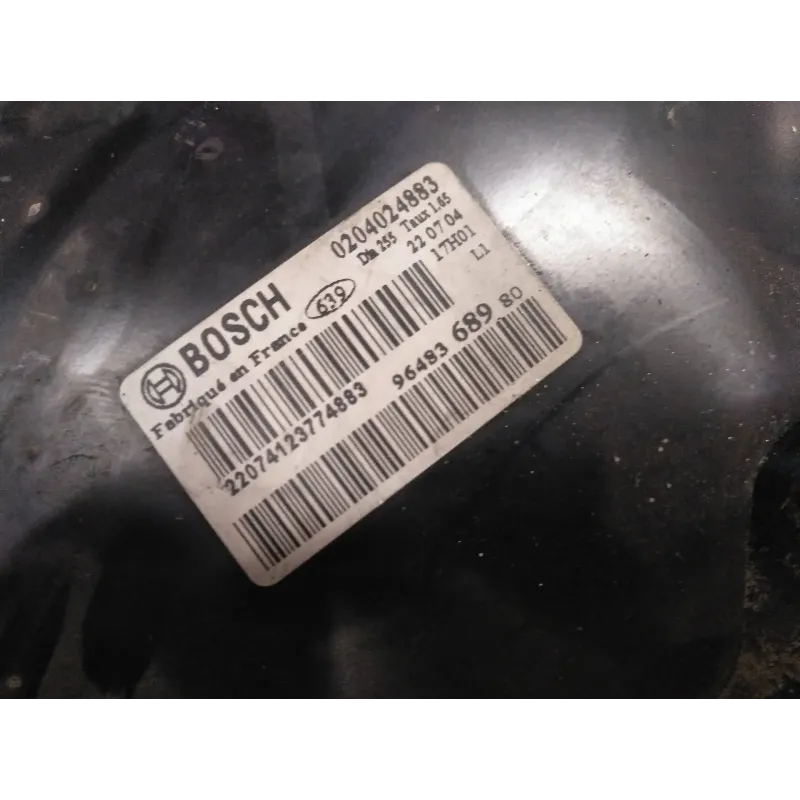 BOSCH 0204024883
Fabriqué en France 639 Dia 255 Taux 1.65
22 07 04
17H01
L1
22074123774883
96483 689 80